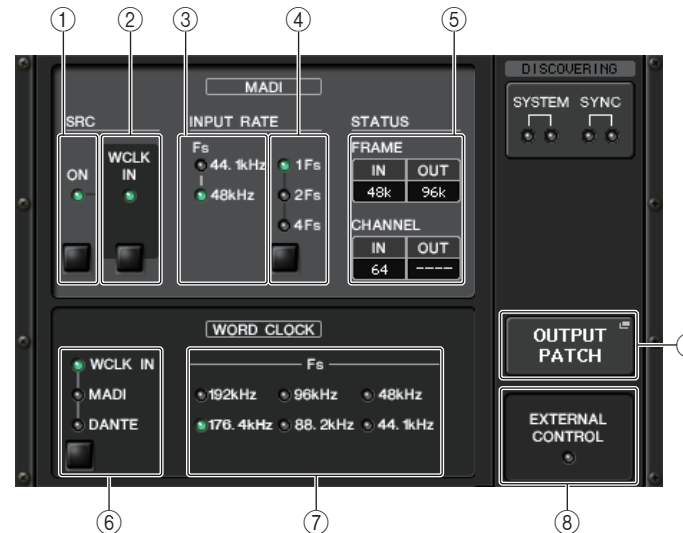 ① ② ③ ④ ⑤
DISCOVERING
SYSTEM SYNC
MADI
SRC
ON
WCLK
IN
INPUT RATE
Fs
44.1kHz
48kHz
1Fs
2Fs
4Fs
STATUS
FRAME
IN OUT
48k 96k
CHANNEL
IN OUT
64 ----
WORD CLOCK
WCLK IN
MADI
DANTE
Fs
192kHz 96kHz 48kHz
176.4kHz 88.2kHz 44.1kHz
OUTPUT
PATCH
EXTERNAL
CONTROL
⑥ ⑦ ⑧